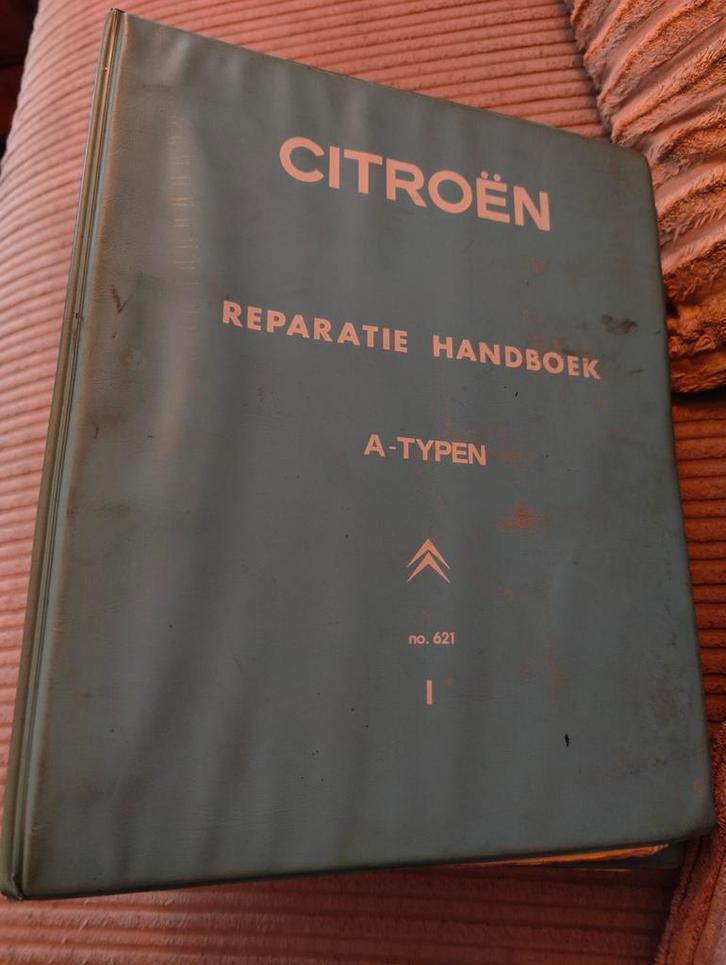 CITROËN
REPARATIE HANDBOEK
A-TYPEN
no. 621
I